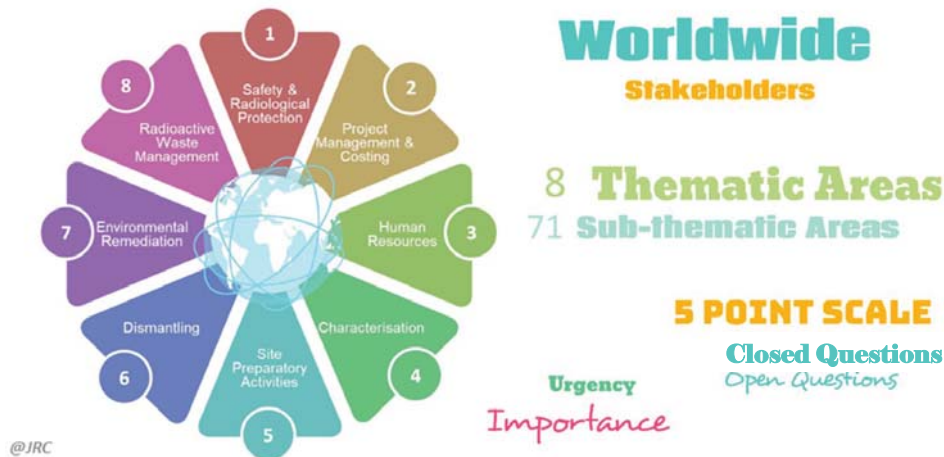 1
Safety &
Radiological
Protection
2
Project
Management &
Costing
3
Human
Resources
4
Characterisation
5
Site
Preparatory
Activities
6
Dismantling
7
Environmental
Remediation
8
Radioactive
Waste
Management
Worldwide
Stakeholders
8 Thematic Areas
71 Sub-thematic Areas
5 POINT SCALE
Closed Questions
Open Questions
Urgency
Importance
@JRC